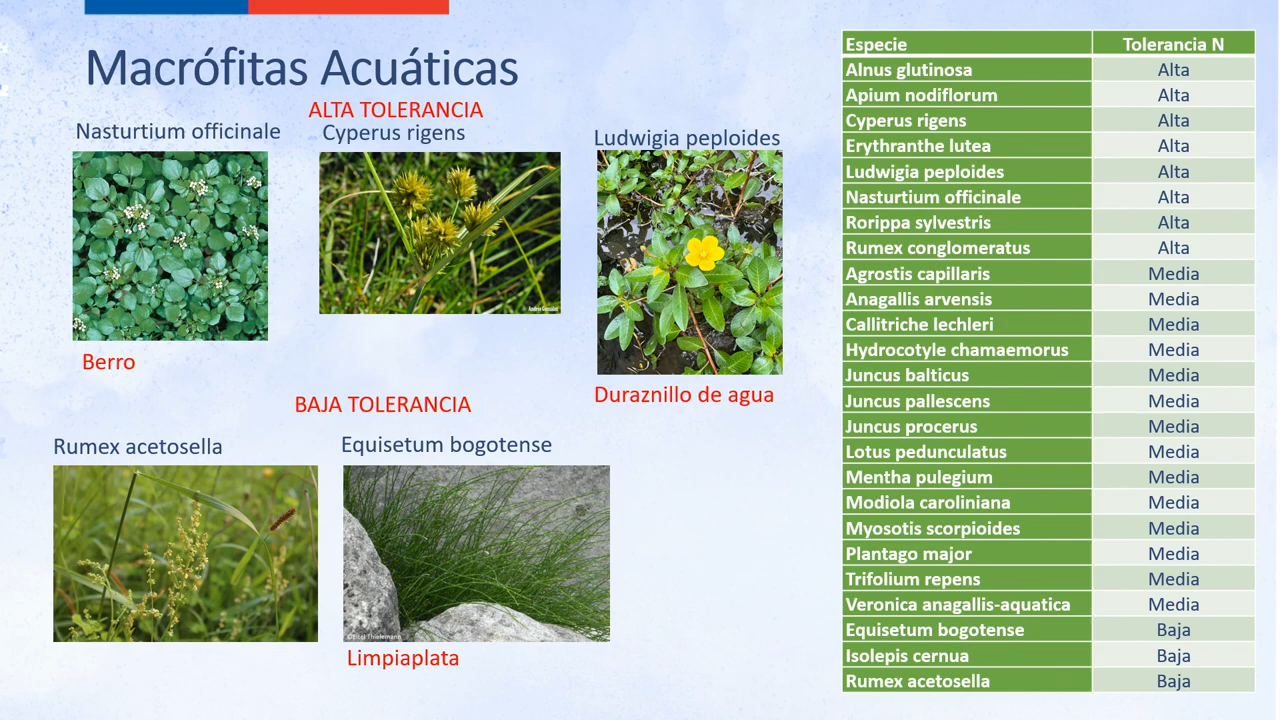 Macrófitas Acuáticas
ALTA TOLERANCIA
Nasturtium officinale
Cyperus rigens
Ludwigia peploides
Berro
Duraznillo de agua
BAJA TOLERANCIA
Rumex acetosella
Equisetum bogotense
©Eitel Thielemann
Limpiaplata
Especie Tolerancia N
Alnus glutinosa Alta
Apium nodiflorum Alta
Cyperus rigens Alta
Erythranthe lutea Alta
Ludwigia peploides Alta
Nasturtium officinale Alta
Rorippa sylvestris Alta
Rumex conglomeratus Alta
Agrostis capillaris Media
Anagallis arvensis Media
Callitriche lechleri Media
Hydrocotyle chamaemorus Media
Juncus balticus Media
Juncus pallescens Media
Juncus procerus Media
Lotus pedunculatus Media
Mentha pulegium Media
Modiola caroliniana Media
Myosotis scorpioides Media
Plantago major Media
Trifolium repens Media
Veronica anagallis-aquatica Media
Equisetum bogotense Baja
Isolepis cernua Baja
Rumex acetosella Baja